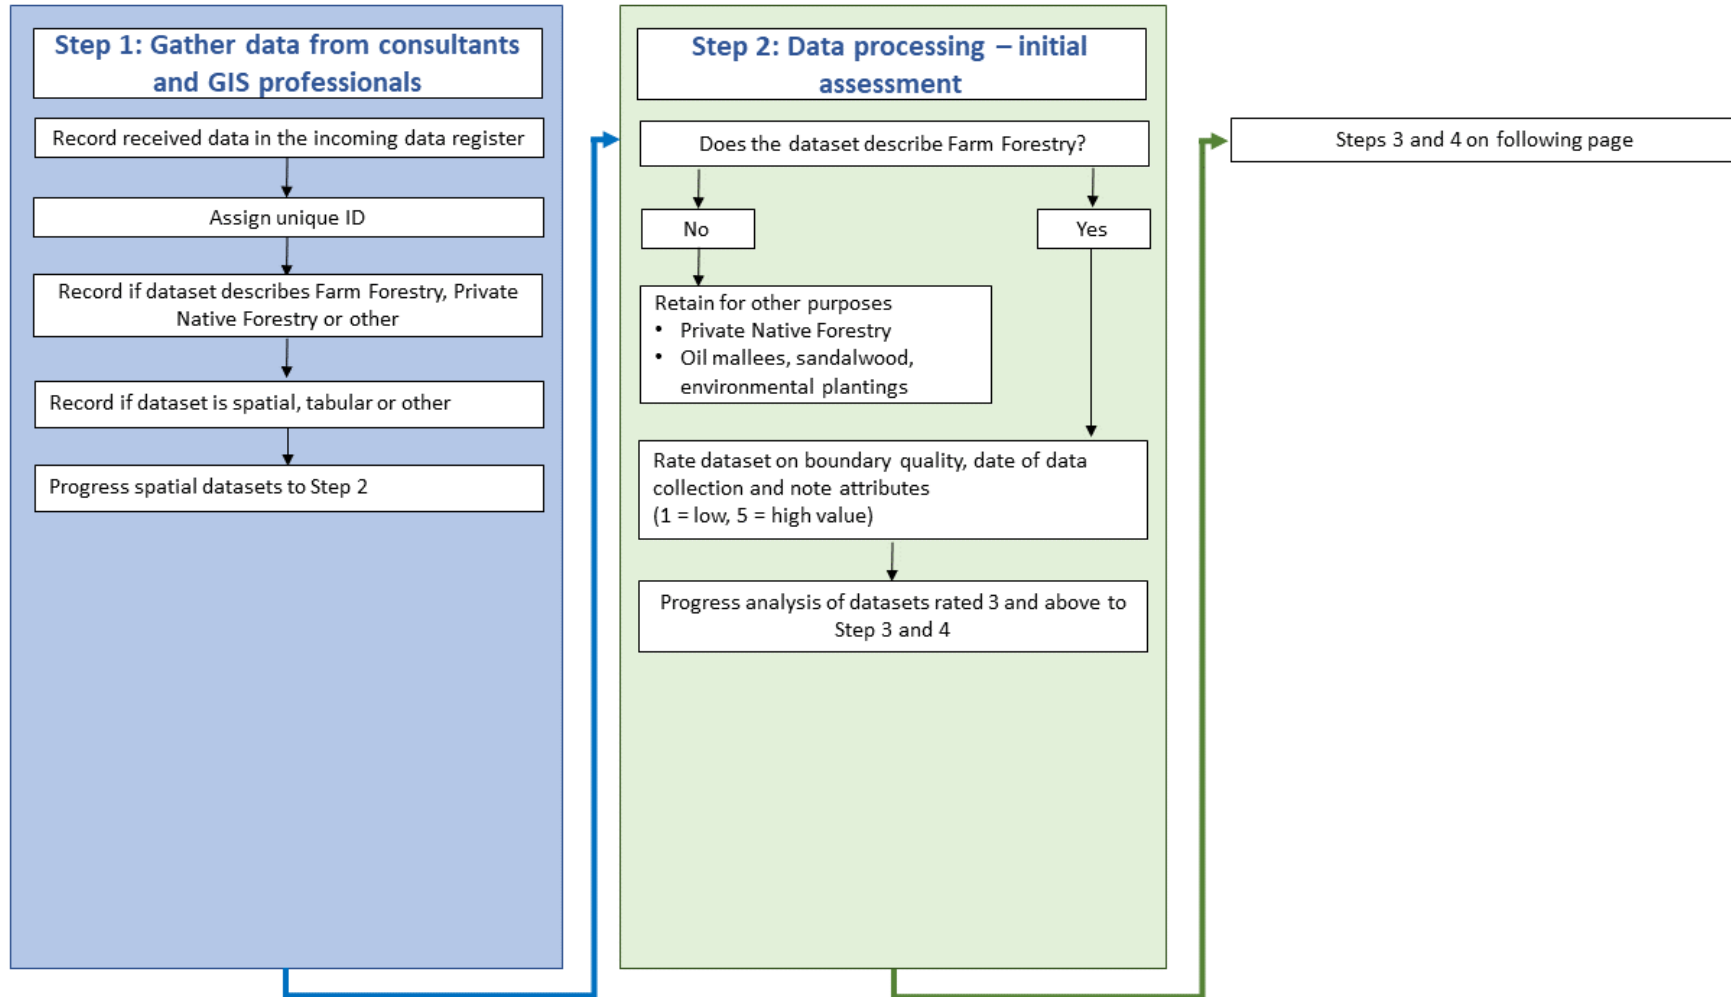 Step 1: Gather data from consultants
and GIS professionals
Record received data in the incoming data register
Assign unique ID
Record if dataset describes Farm Forestry, Private
Native Forestry or other
Record if dataset is spatial, tabular or other
Progress spatial datasets to Step 2
Step 2: Data processing – initial
assessment
Does the dataset describe Farm Forestry?
No
Yes
Retain for other purposes
• Private Native Forestry
• Oil mallees, sandalwood,
environmental plantings
Rate dataset on boundary quality, date of data
collection and note attributes
(1 = low, 5 = high value)
Progress analysis of datasets rated 3 and above to
Step 3 and 4
Steps 3 and 4 on following page